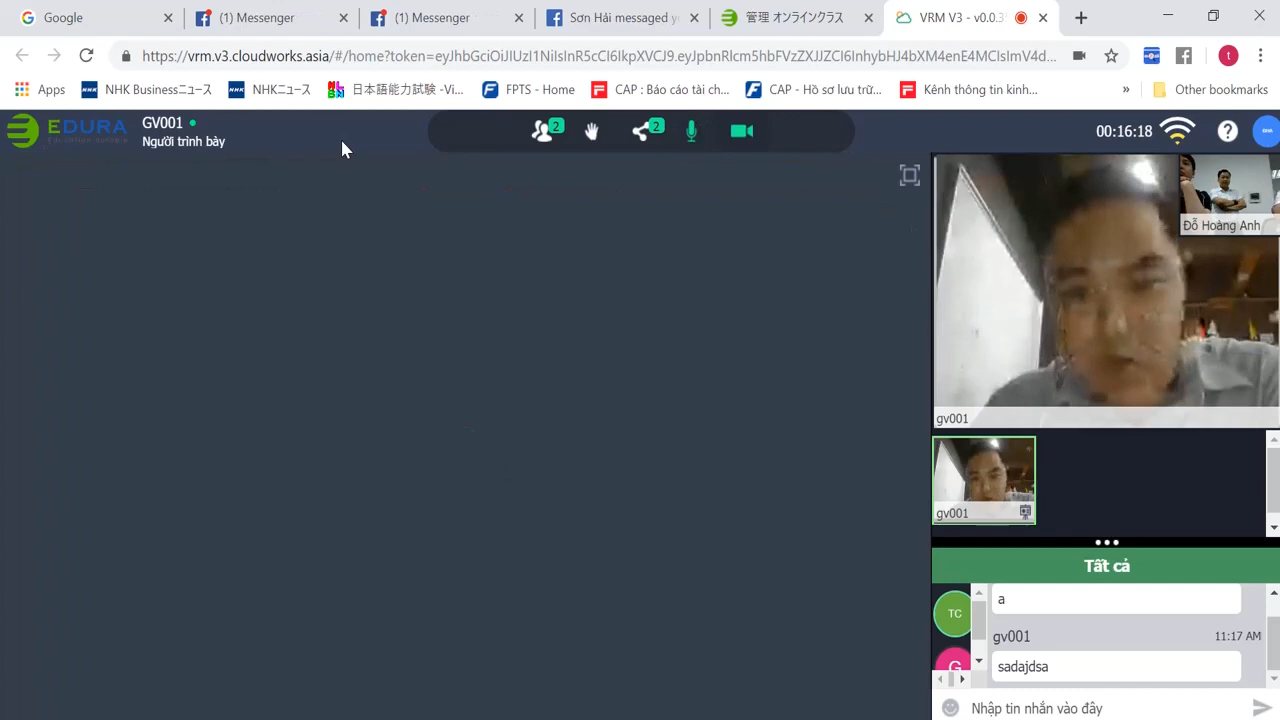 Google
(1) Messenger
(1) Messenger
Sơn Hải messaged y
管理 オンラインクラス
VRM V3 - v0.0.3
https://vrm.v3.cloudworks.asia/#/home?token=
Apps
NHK Businessニュース
NHKニュース
日本語能力試験 -Vi...
FPTS - Home
CAP : Báo cáo tài ch...
CAP - Hồ sơ lưu trữ...
Kênh thông tin kinh...
»
Other bookmarks
EDURA
GV001
Người trình bày
2
2
00:16:18
Đỗ Hoàng Anh
gv001
gv001
Tất cả
TC
a
gv001
11:17 AM
G
sadajdsa
Nhập tin nhắn vào đây